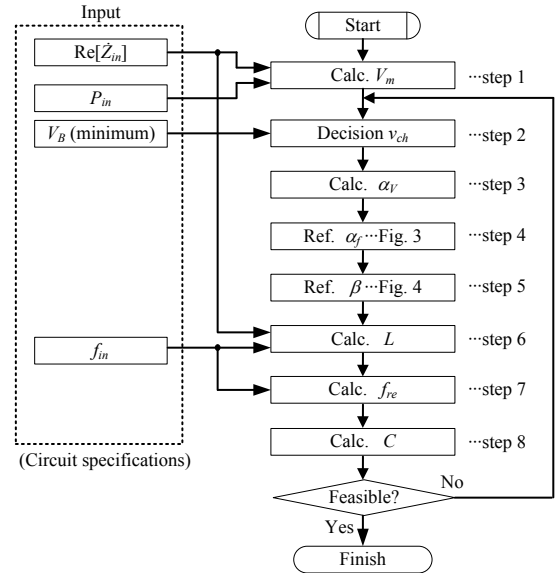 Input
Start
Re[Żin]
Calc. Vm
···step 1
Pin
VB (minimum)
Decision vch
···step 2
Calc. αV
···step 3
Ref. αf ···Fig. 3
···step 4
Ref. β ···Fig. 4
···step 5
Calc. L
···step 6
fin
Calc. fre
···step 7
Calc. C
···step 8
(Circuit specifications)
Feasible?
No
Yes
Finish